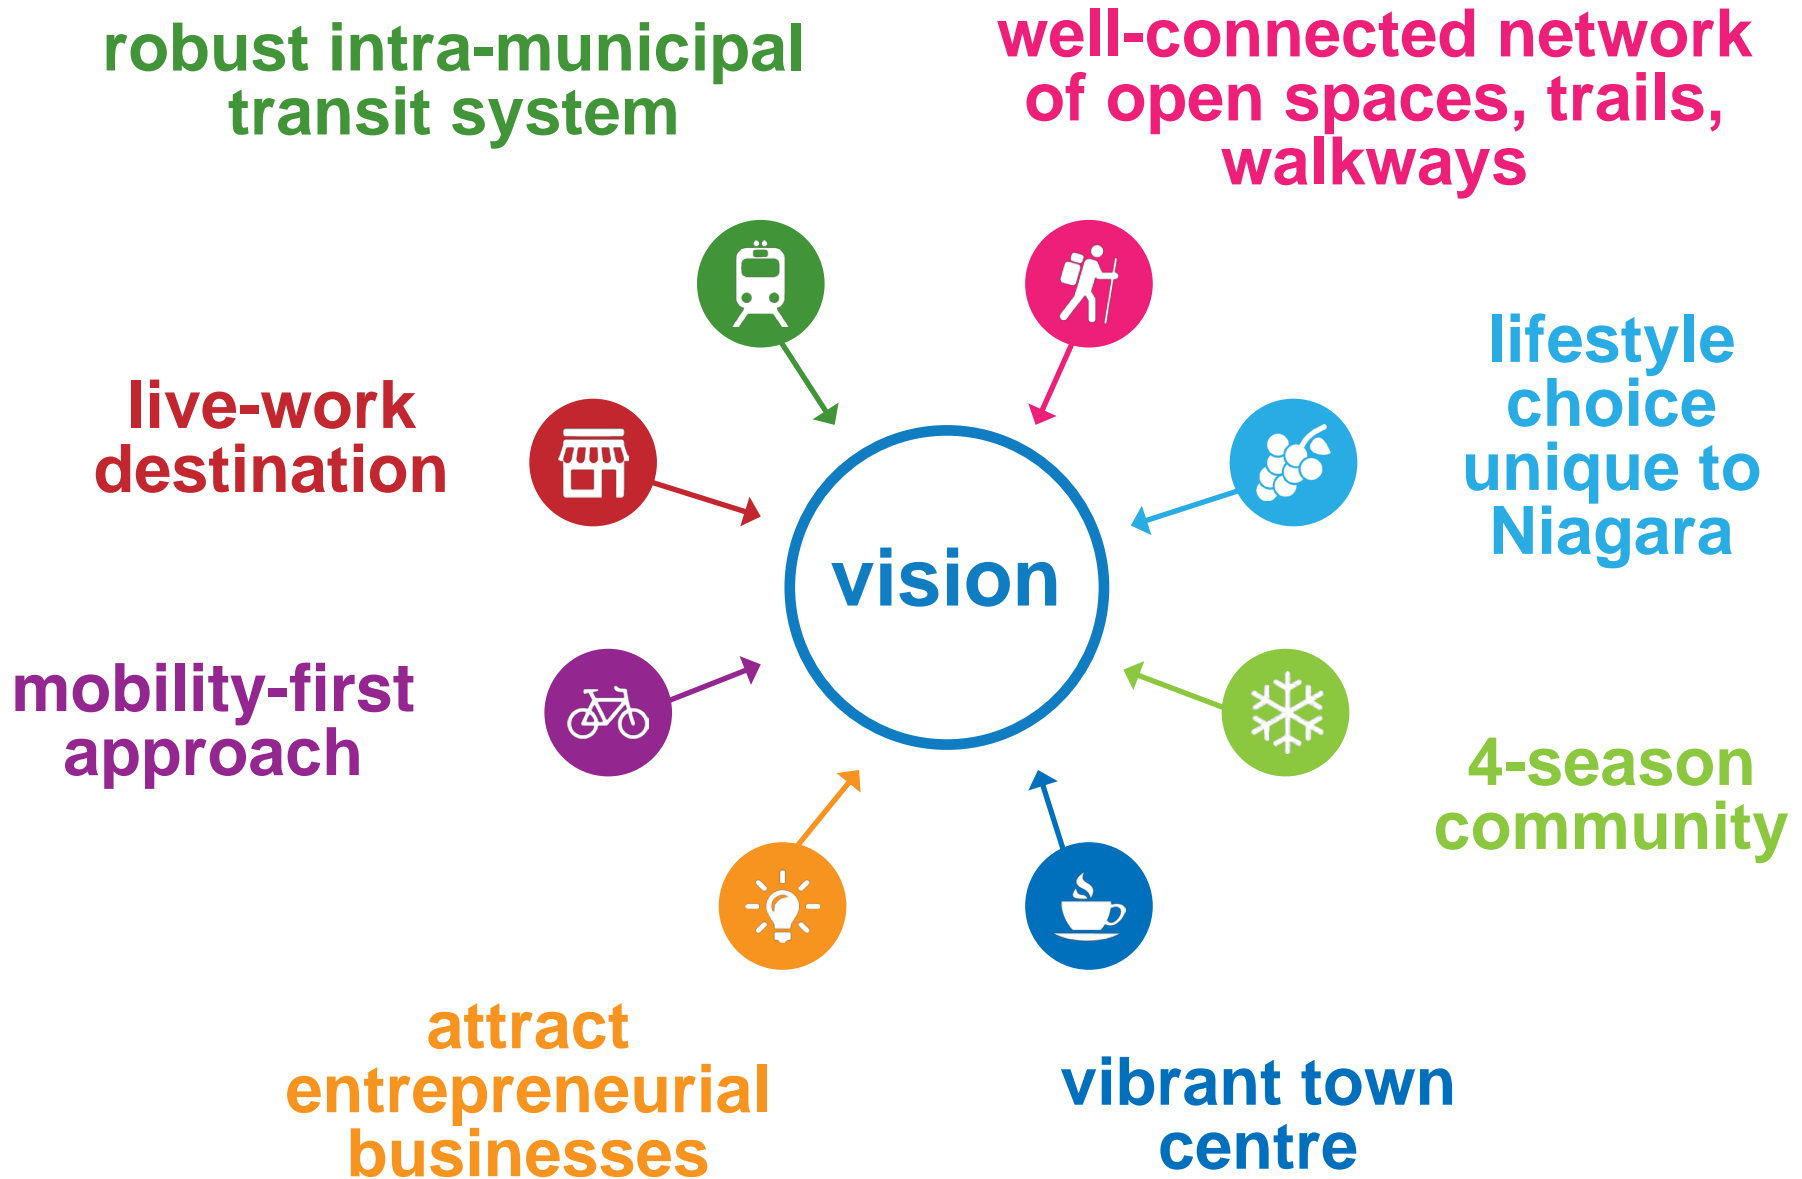 robust intra-municipal
transit system
well-connected network
of open spaces, trails,
walkways
live-work
destination
lifestyle
choice
unique to
Niagara
vision
mobility-first
approach
4-season
community
attract
entrepreneurial
businesses
vibrant town
centre